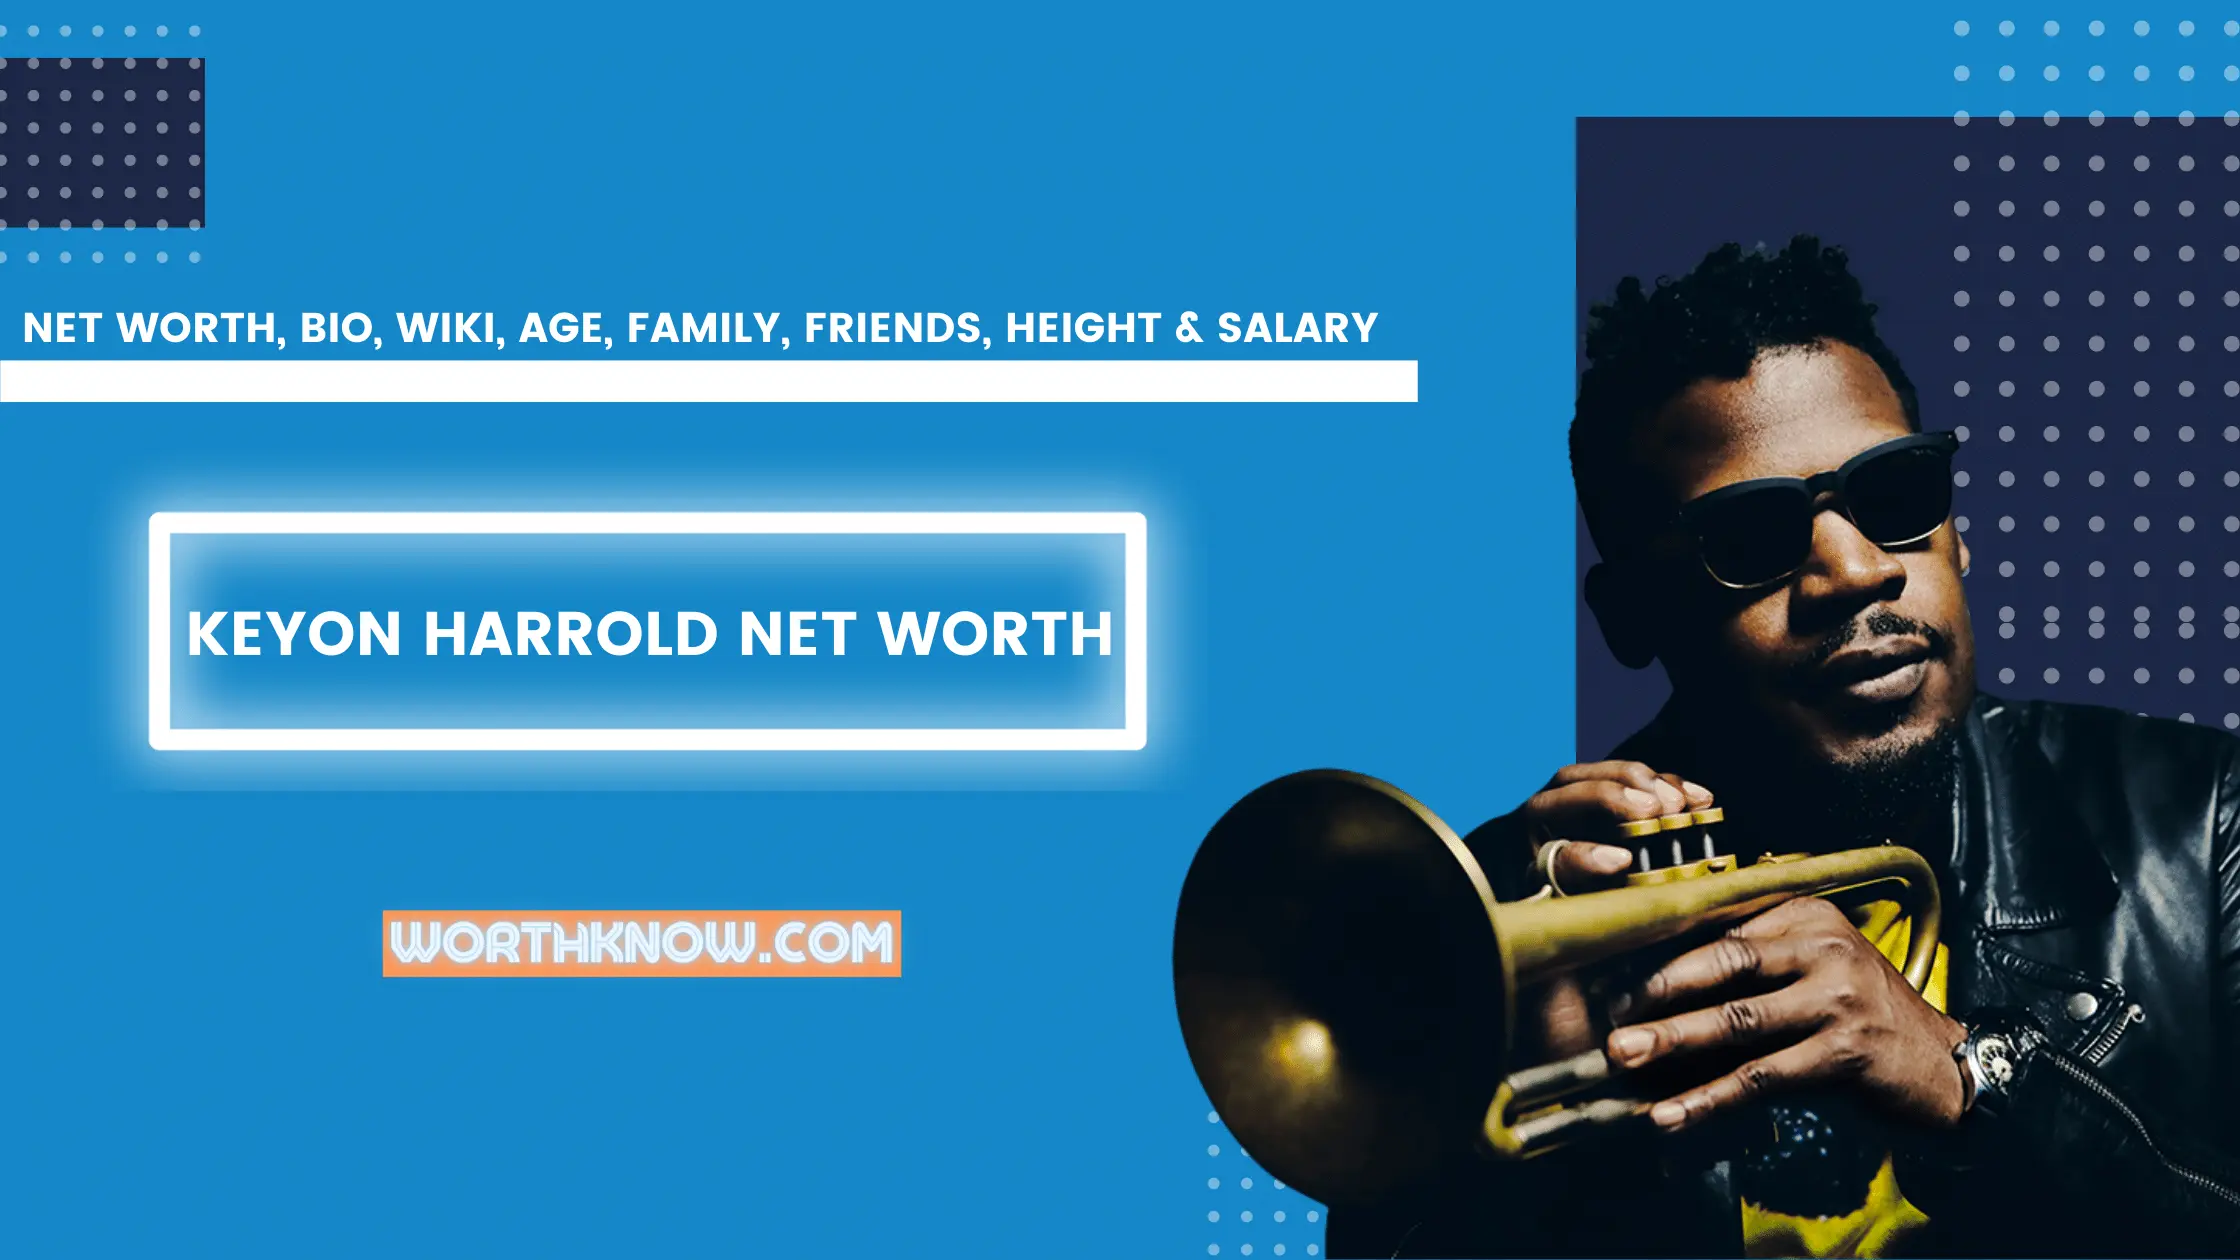 NET WORTH, BIO, WIKI, AGE, FAMILY, FRIENDS, HEIGHT & SALARY
KEYON HARROLD NET WORTH
WORTHKNOW.COM